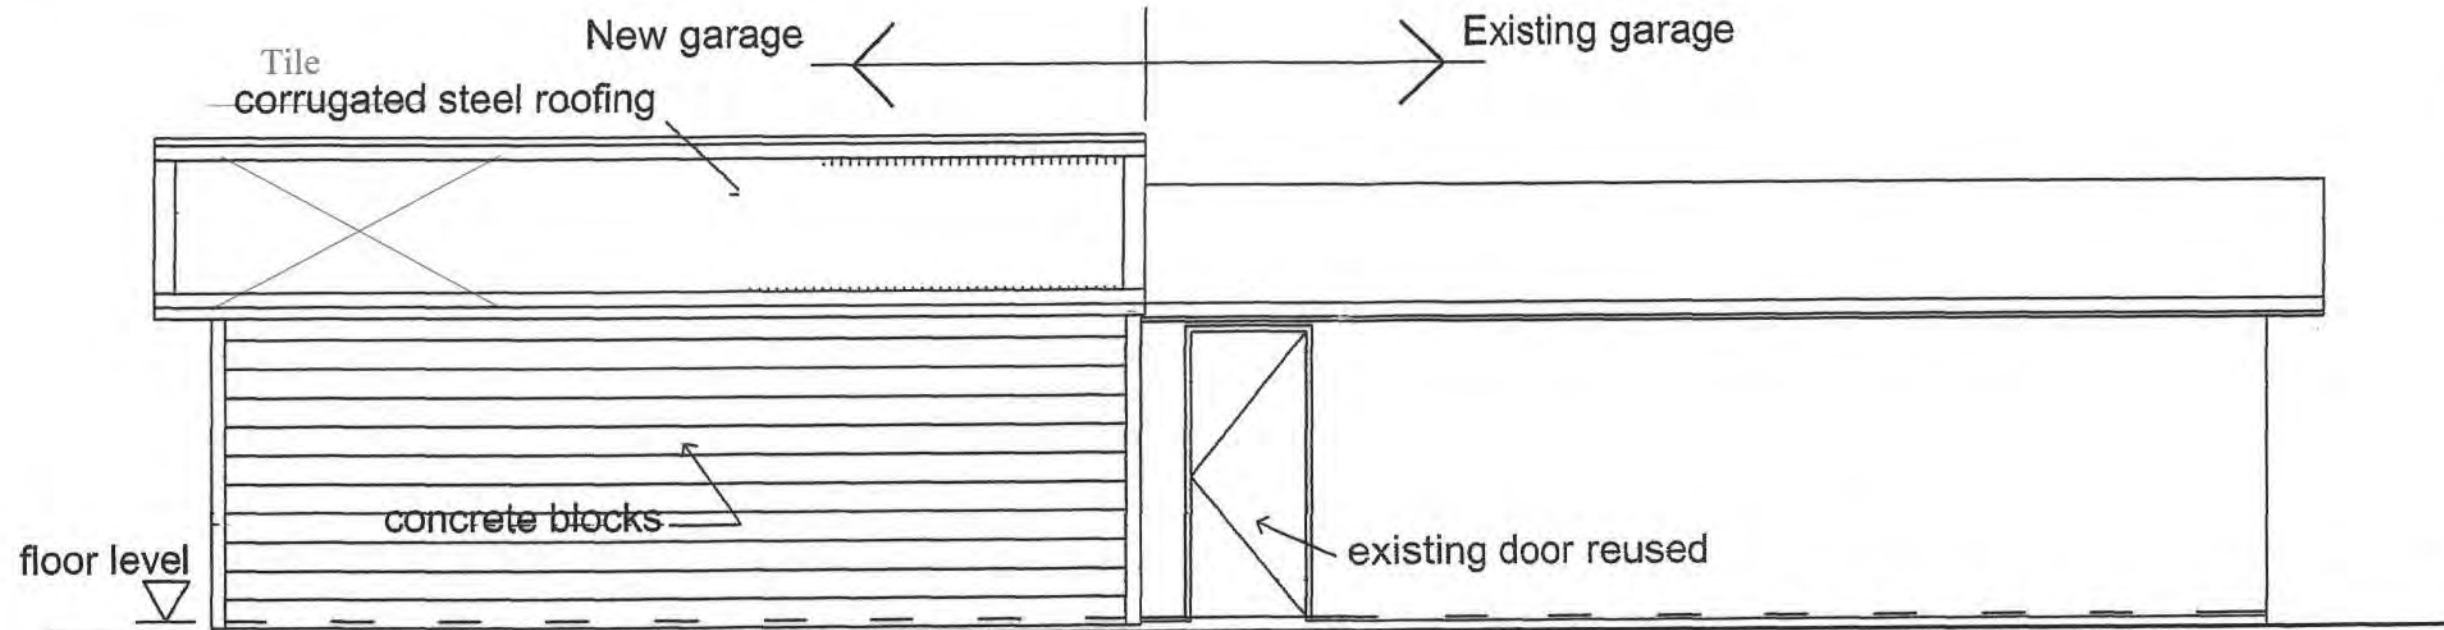 New garage
Existing garage
Tile
corrugated steel roofing
concrete blocks
floor level
existing door reused